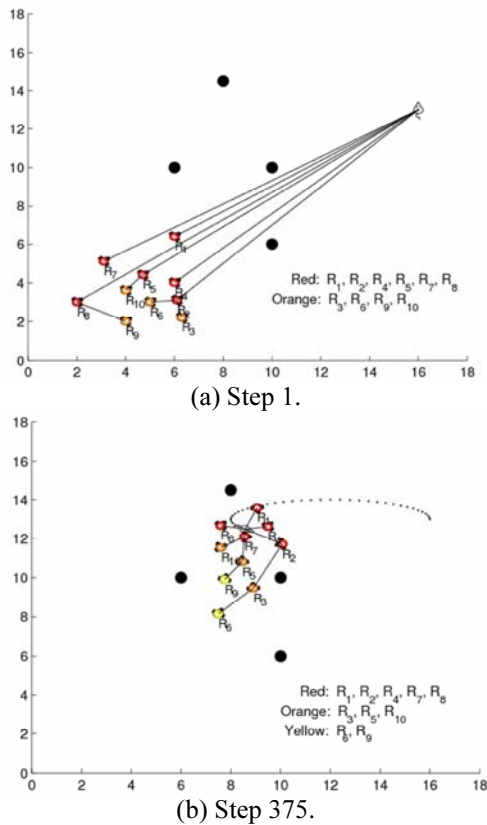 18
16
14
12
10
8
6
4
2
0
R₁
R₇
R₅
R₄
R₈
R₁₀
R₆
R₂
R₃
R₉
Red: R₁, R₂, R₄, R₅, R₇, R₈
Orange: R₃, R₆, R₉, R₁₀
0 2 4 6 8 10 12 14 16 18
(a) Step 1.
18
16
14
12
10
8
6
4
2
0
R₁
R₈
R₂
R₇
R₁
R₅
R₉
R₃
R₆
Red: R₁, R₂, R₄, R₇, R₈
Orange: R₃, R₅, R₁₀
Yellow: R₆, R₉
0 2 4 6 8 10 12 14 16 18
(b) Step 375.